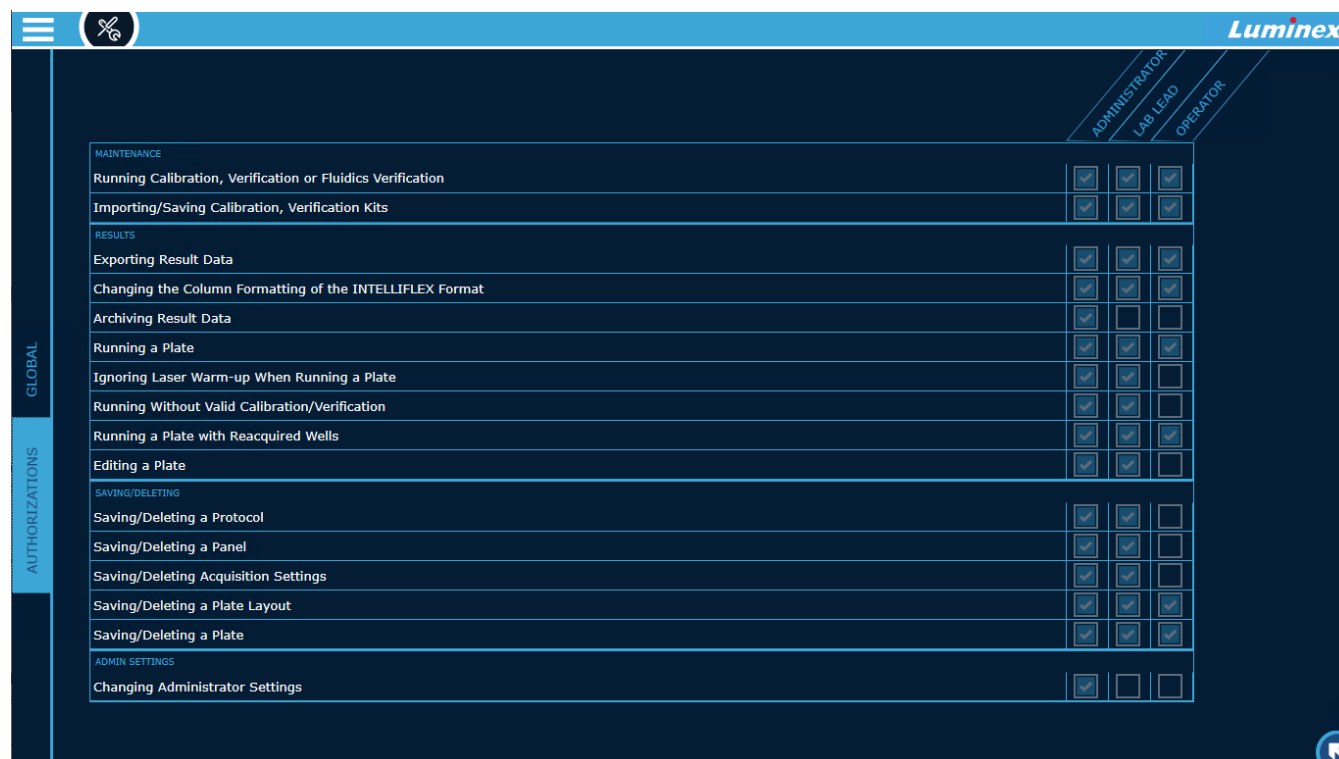 Luminex
ADMINISTRATOR
LAB LEAD
OPERATOR
MAINTENANCE
Running Calibration, Verification or Fluidics Verification
Importing/Saving Calibration, Verification Kits
RESULTS
Exporting Result Data
Changing the Column Formatting of the INTELLIFLEX Format
Archiving Result Data
Running a Plate
Ignoring Laser Warm-up When Running a Plate
Running Without Valid Calibration/Verification
Running a Plate with Reacquired Wells
Editing a Plate
SAVING/DELETING
Saving/Deleting a Protocol
Saving/Deleting a Panel
Saving/Deleting Acquisition Settings
Saving/Deleting a Plate Layout
Saving/Deleting a Plate
ADMIN SETTINGS
Changing Administrator Settings
GLOBAL
AUTHORIZATIONS